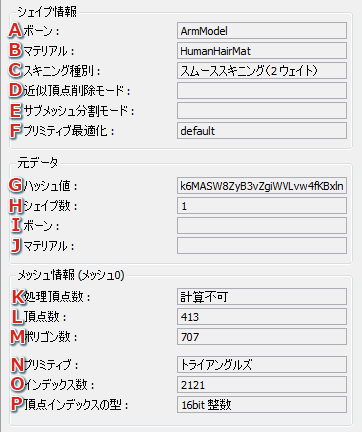 シェイプ情報
A ボーン： ArmModel
B マテリアル： HumanHairMat
C スキニング種別： スムーススキニング（2 ウェイト）
D 近似頂点削除モード：
E サブメッシュ分割モード：
F プリミティブ最適化： default
元データ
G ハッシュ値： k6MASW8ZyB3vZgiWVLvw4fKBxln
H シェイプ数： 1
I ボーン：
J マテリアル：
メッシュ情報 (メッシュ0)
K 処理頂点数： 計算不可
L 頂点数： 413
M ポリゴン数： 707
N プリミティブ： トライアングルズ
O インデックス数： 2121
P 頂点インデックスの型： 16bit 整数